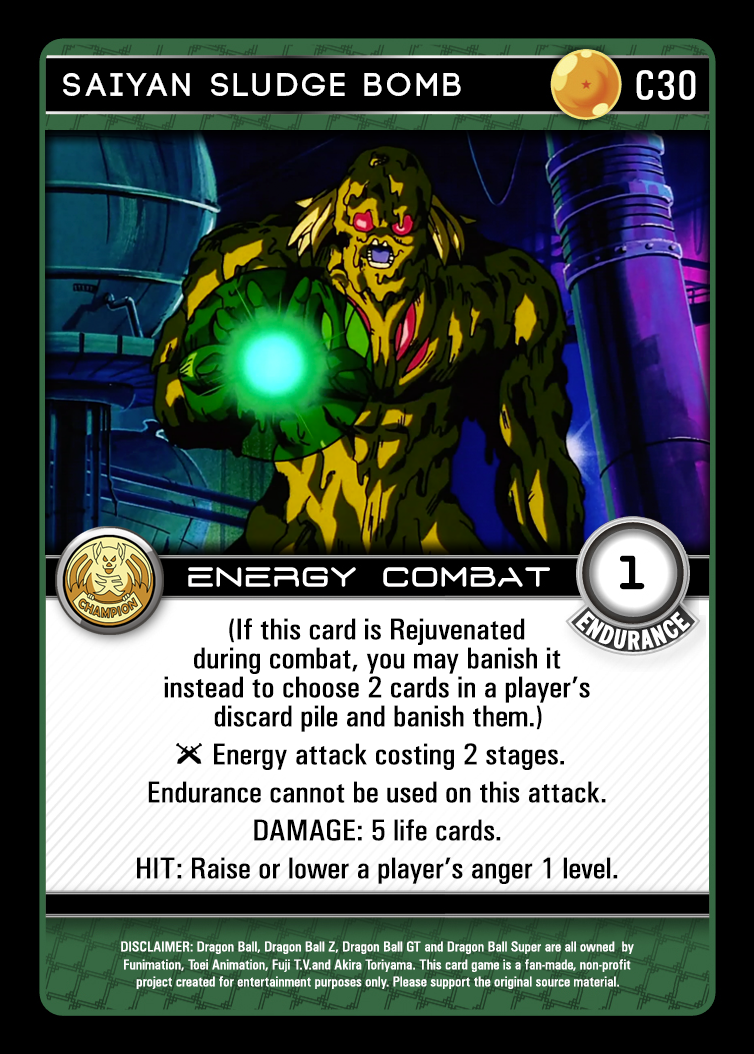 SAIYAN SLUDGE BOMB
C30
CHAMPION
ENERGY COMBAT
1
ENDURANCE
(If this card is Rejuvenated
during combat, you may banish it
instead to choose 2 cards in a player's
discard pile and banish them.)
Energy attack costing 2 stages.
Endurance cannot be used on this attack.
DAMAGE: 5 life cards.
HIT: Raise or lower a player's anger 1 level.
DISCLAIMER: Dragon Ball, Dragon Ball Z, Dragon Ball GT and Dragon Ball Super are all owned by
Funimation, Toei Animation, Fuji T.V.and Akira Toriyama. This card game is a fan-made, non-profit
project created for entertainment purposes only. Please support the original source material.